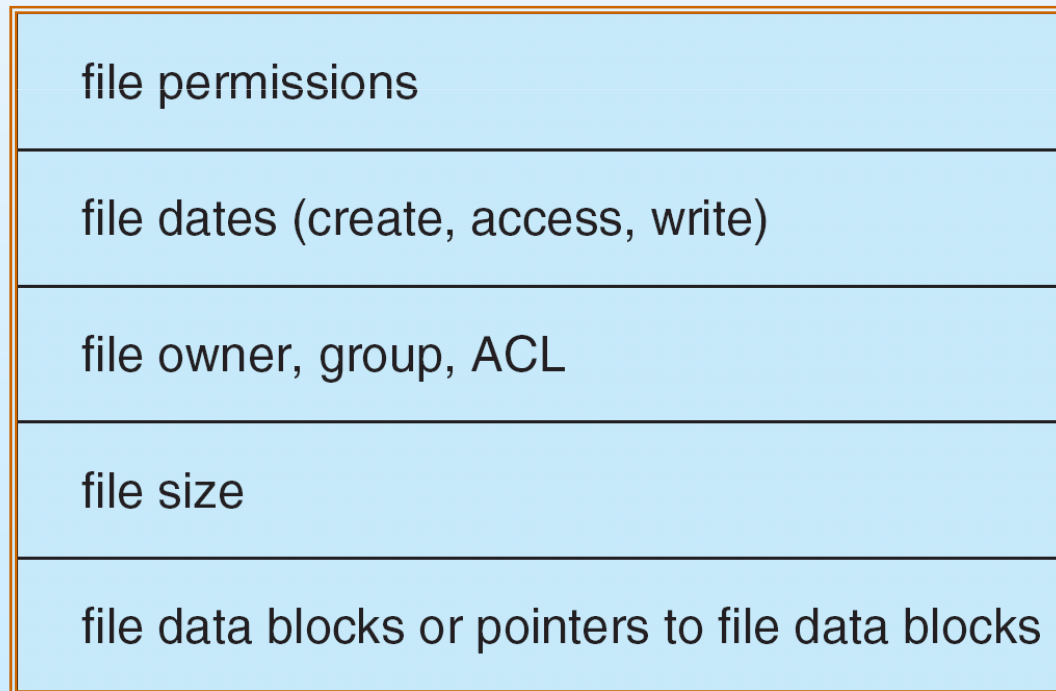 file permissions
file dates (create, access, write)
file owner, group, ACL
file size
file data blocks or pointers to file data blocks